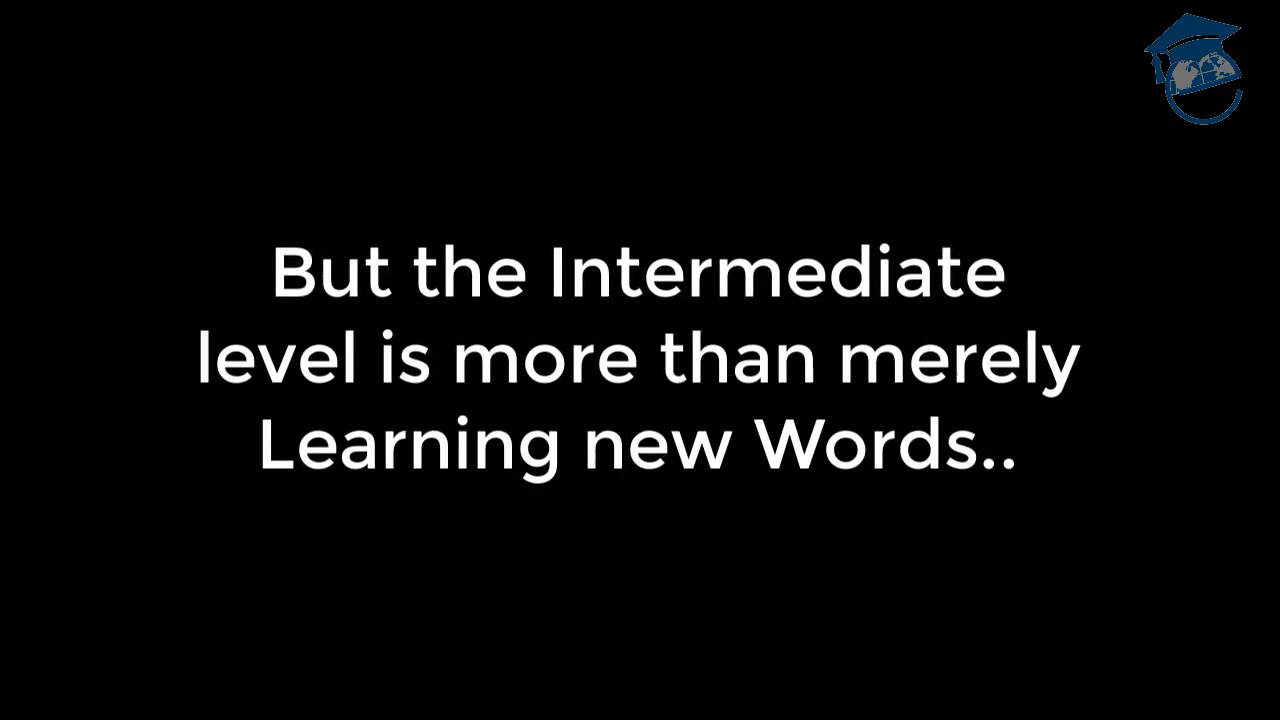 But the Intermediate
level is more than merely
Learning new Words..